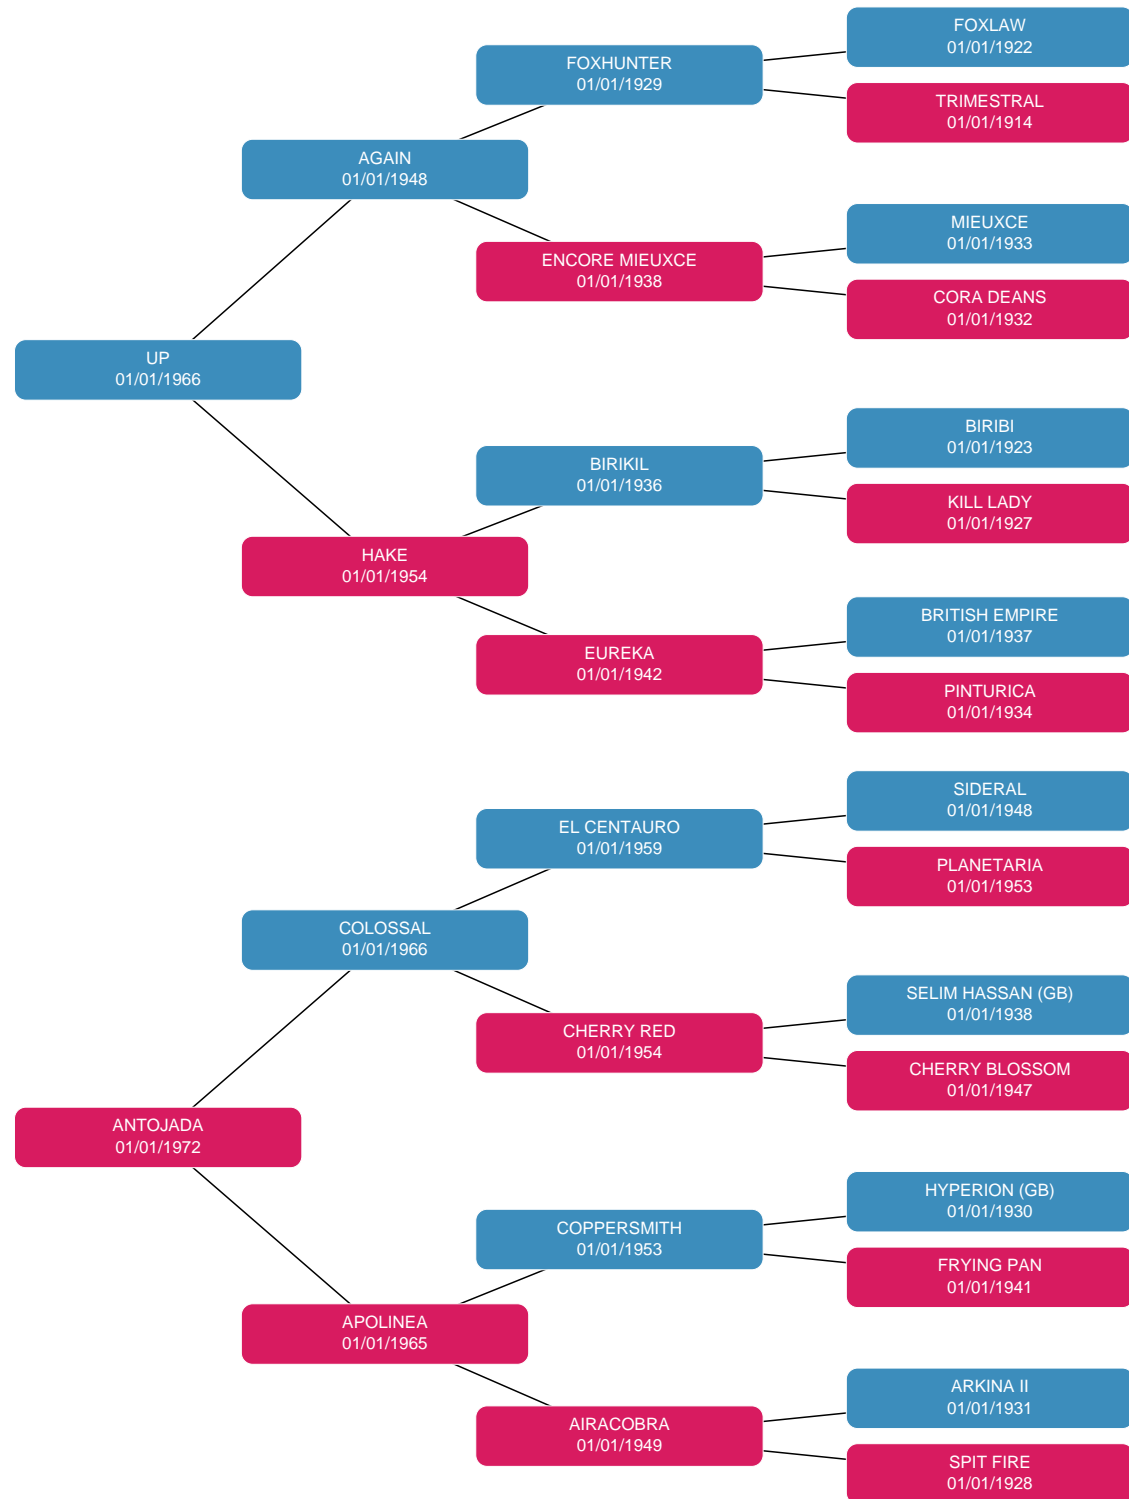 FOXLAW
01/01/1922
FOXHUNTER
01/01/1929
TRIMESTRAL
01/01/1914
AGAIN
01/01/1948
MIEUXCE
01/01/1933
ENCORE MIEUXCE
01/01/1938
CORA DEANS
01/01/1932
UP
01/01/1966
BIRIBI
01/01/1923
BIRIKIL
01/01/1936
KILL LADY
01/01/1927
HAKE
01/01/1954
BRITISH EMPIRE
01/01/1937
EUREKA
01/01/1942
PINTURICA
01/01/1934
SIDERAL
01/01/1948
EL CENTAURO
01/01/1959
PLANETARIA
01/01/1953
COLOSSAL
01/01/1966
SELIM HASSAN (GB)
01/01/1938
CHERRY RED
01/01/1954
CHERRY BLOSSOM
01/01/1947
ANTOJADA
01/01/1972
HYPERION (GB)
01/01/1930
COPPERSMITH
01/01/1953
FRYING PAN
01/01/1941
APOLINEA
01/01/1965
ARKINA II
01/01/1931
AIRACOBRA
01/01/1949
SPIT FIRE
01/01/1928